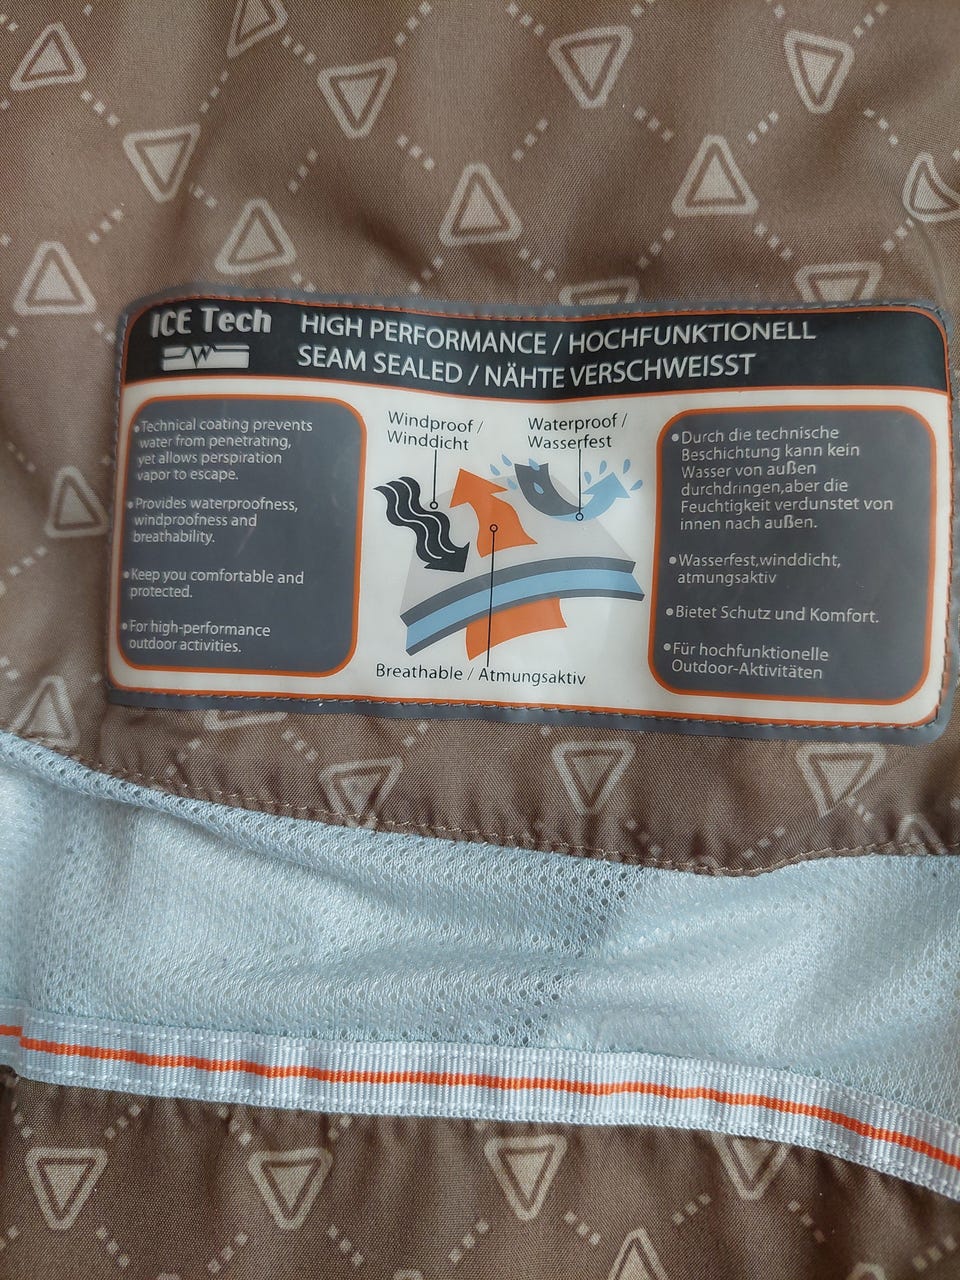 ICE Tech
HIGH PERFORMANCE / HOCHFUNKTIONELL
SEAM SEALED / NÄHTE VERSCHWEISST
•Technical coating prevents
water from penetrating,
yet allows perspiration
vapor to escape.
•Provides waterproofness,
windproofness and
breathability.
•Keep you comfortable and
protected.
•For high-performance
outdoor activities.
Windproof /
Winddicht
Waterproof /
Wasserfest
Breathable / Atmungsaktiv
•Durch die technische
Beschichtung kann kein
Wasser von außen
durchdringen,aber die
Feuchtigkeit verdunstet von
innen nach außen.
•Wasserfest,winddicht,
atmungsaktiv
•Bietet Schutz und Komfort.
•Für hochfunktionelle
Outdoor-Aktivitäten